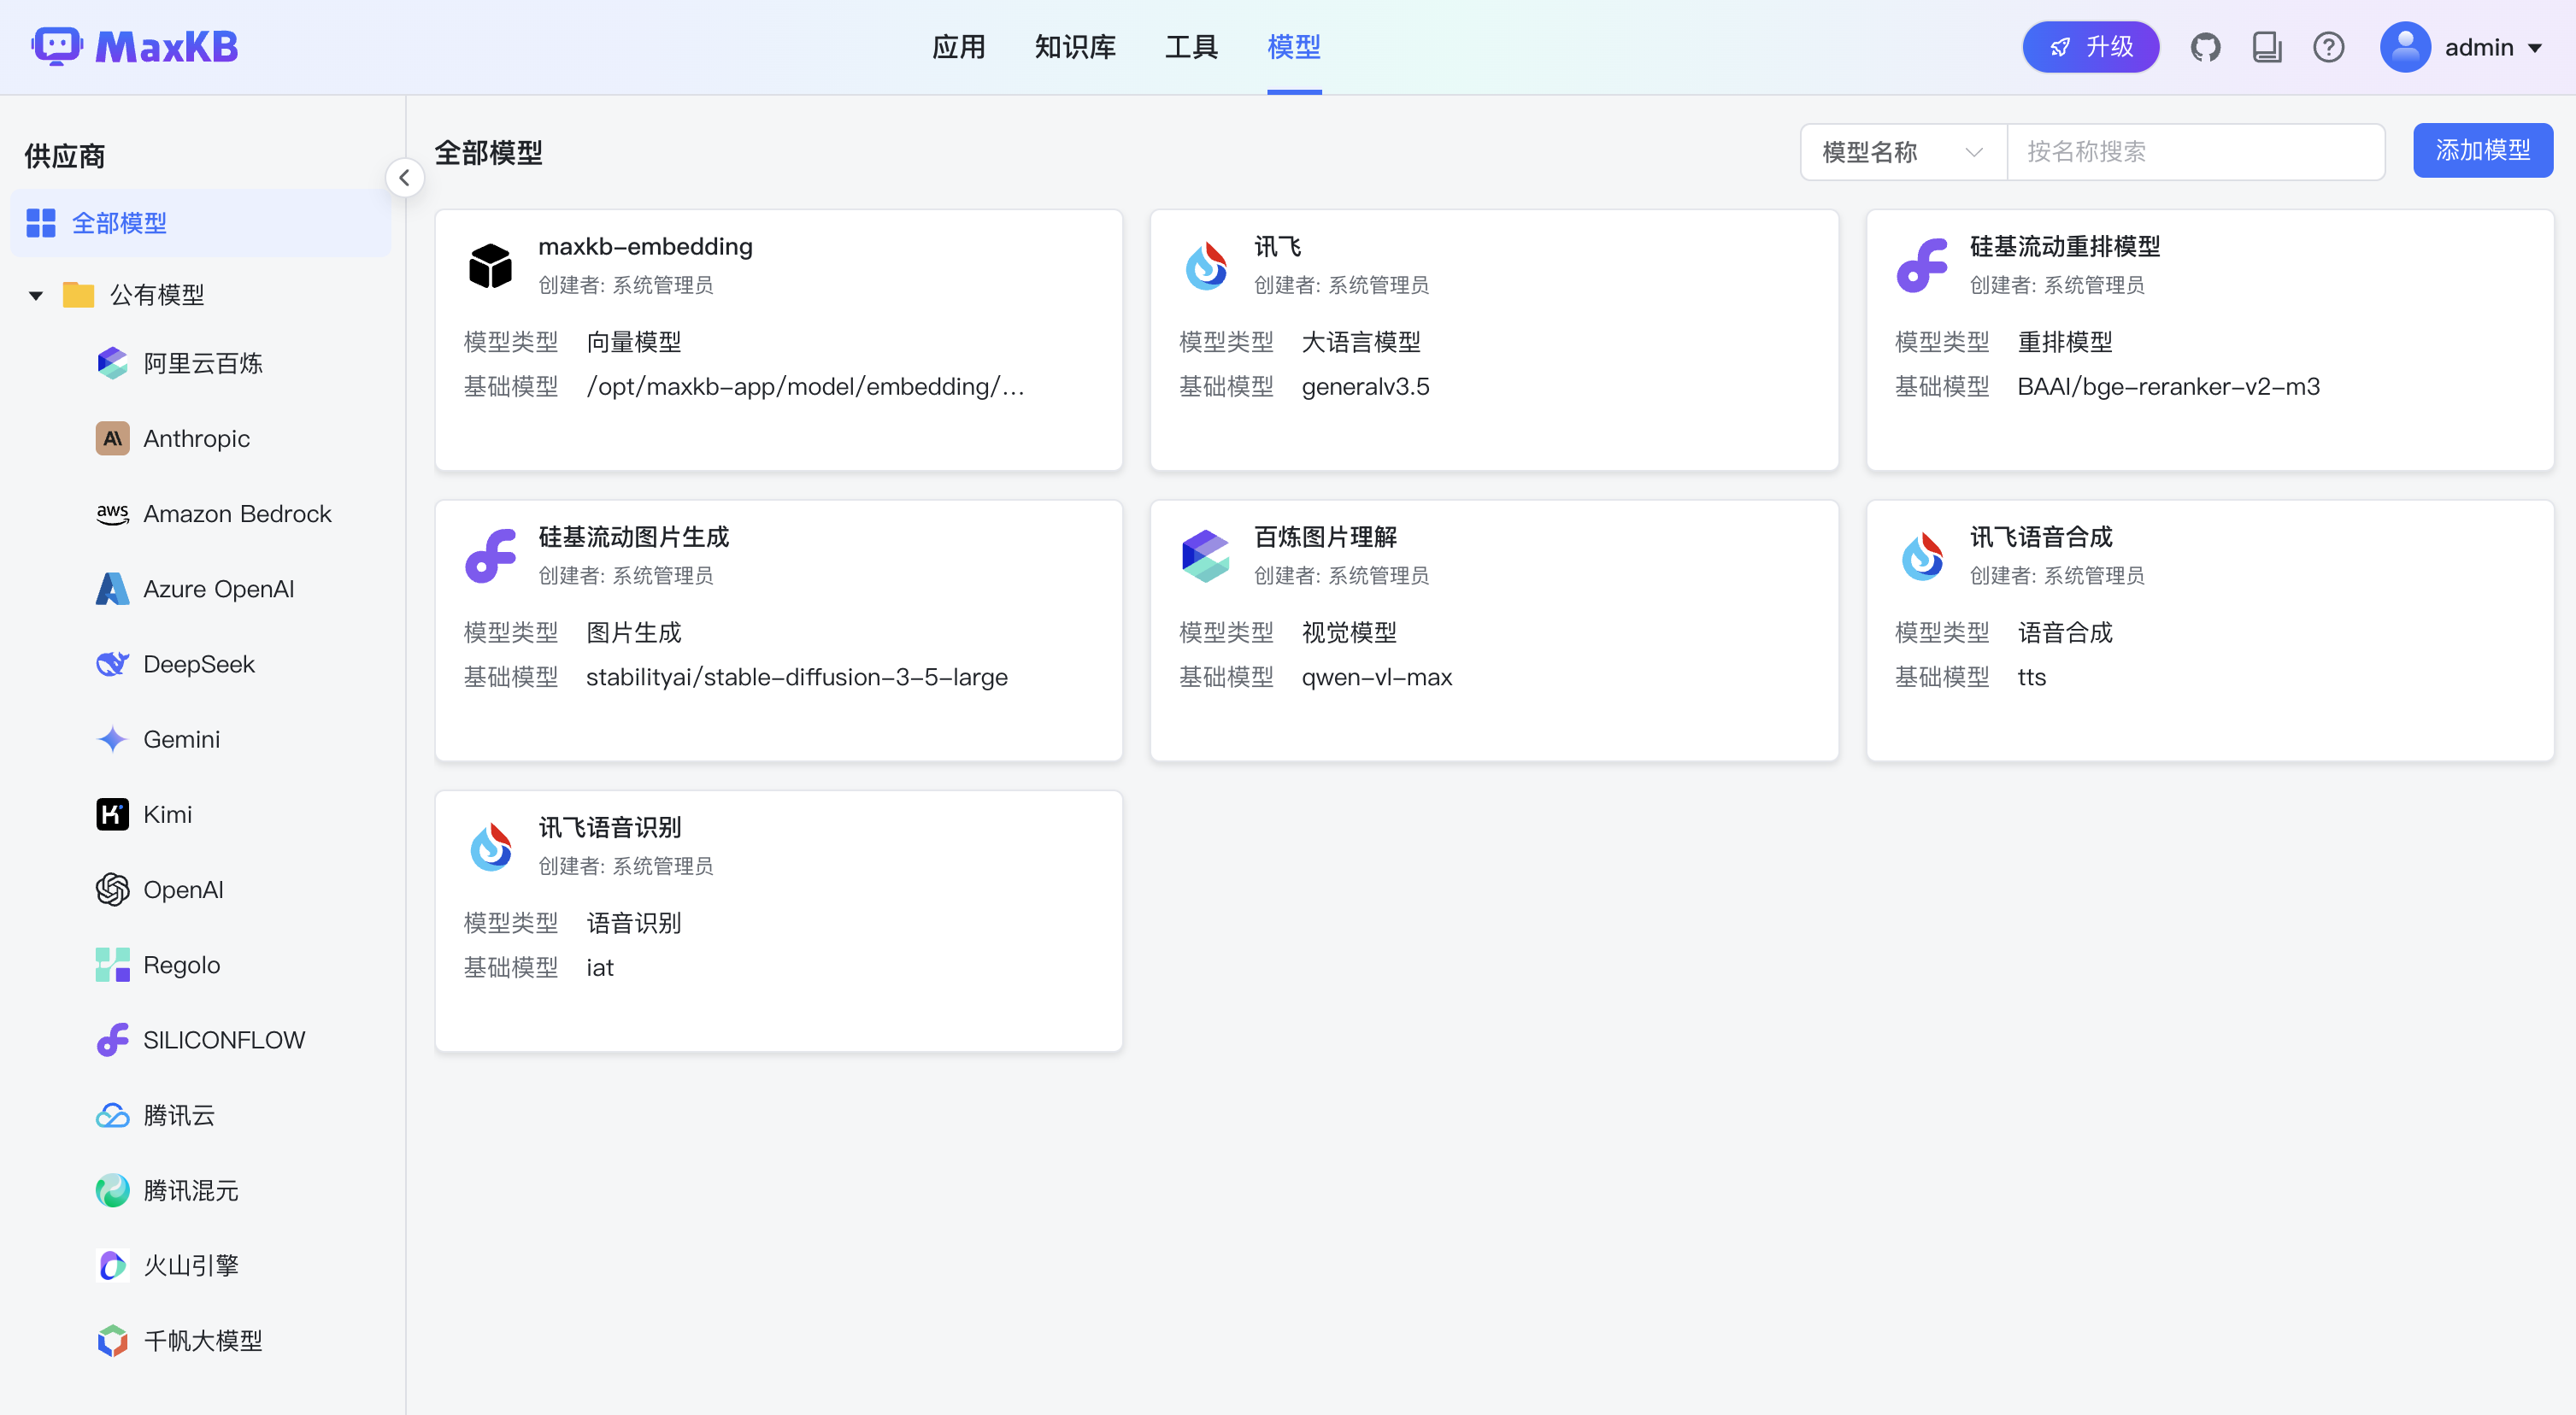 MaxKB
应用 知识库 工具 模型
升级
admin
供应商
全部模型
公有模型
阿里云百炼
Anthropic
aws Amazon Bedrock
Azure OpenAI
DeepSeek
Gemini
Kimi
OpenAI
Regolo
SILICONFLOW
腾讯云
腾讯混元
火山引擎
千帆大模型
全部模型
模型名称 按名称搜索 添加模型
maxkb-embedding
创建者: 系统管理员
模型类型 向量模型
基础模型 /opt/maxkb-app/model/embedding/...
讯飞
创建者: 系统管理员
模型类型 大语言模型
基础模型 generalv3.5
硅基流动重排模型
创建者: 系统管理员
模型类型 重排模型
基础模型 BAAI/bge-reranker-v2-m3
硅基流动图片生成
创建者: 系统管理员
模型类型 图片生成
基础模型 stabilityai/stable-diffusion-3-5-large
百炼图片理解
创建者: 系统管理员
模型类型 视觉模型
基础模型 qwen-vl-max
讯飞语音合成
创建者: 系统管理员
模型类型 语音合成
基础模型 tts
讯飞语音识别
创建者: 系统管理员
模型类型 语音识别
基础模型 iat